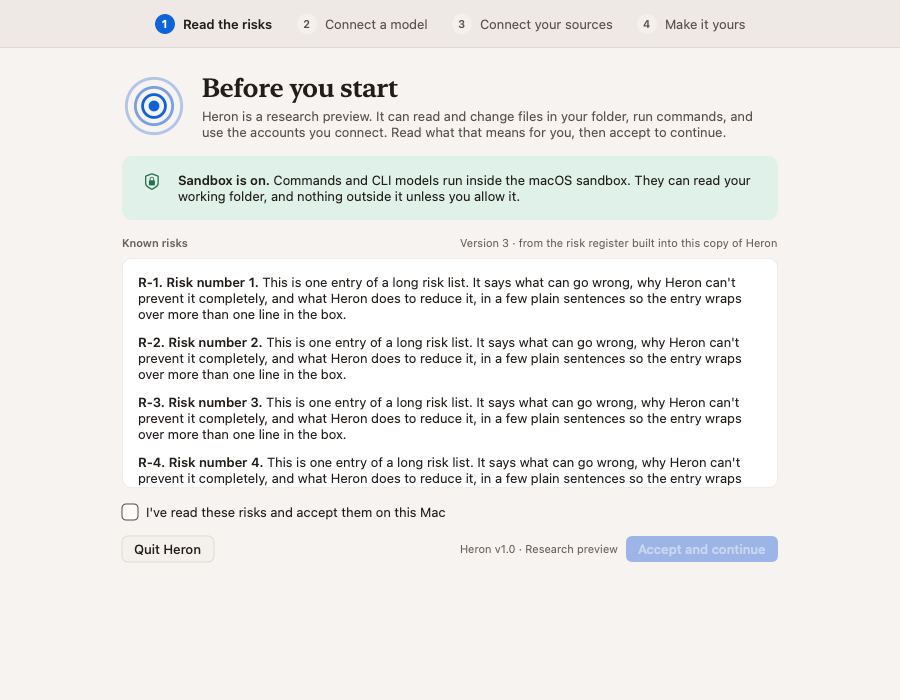 1 Read the risks 2 Connect a model 3 Connect your sources 4 Make it yours
Before you start
Heron is a research preview. It can read and change files in your folder, run commands, and
use the accounts you connect. Read what that means for you, then accept to continue.
Sandbox is on. Commands and CLI models run inside the macOS sandbox. They can read your
working folder, and nothing outside it unless you allow it.
Known risks Version 3 · from the risk register built into this copy of Heron
R-1. Risk number 1. This is one entry of a long risk list. It says what can go wrong, why Heron can't
prevent it completely, and what Heron does to reduce it, in a few plain sentences so the entry wraps
over more than one line in the box.
R-2. Risk number 2. This is one entry of a long risk list. It says what can go wrong, why Heron can't
prevent it completely, and what Heron does to reduce it, in a few plain sentences so the entry wraps
over more than one line in the box.
R-3. Risk number 3. This is one entry of a long risk list. It says what can go wrong, why Heron can't
prevent it completely, and what Heron does to reduce it, in a few plain sentences so the entry wraps
over more than one line in the box.
R-4. Risk number 4. This is one entry of a long risk list. It says what can go wrong, why Heron can't
prevent it completely, and what Heron does to reduce it, in a few plain sentences so the entry wraps
I've read these risks and accept them on this Mac
Quit Heron Heron v1.0 · Research preview Accept and continue